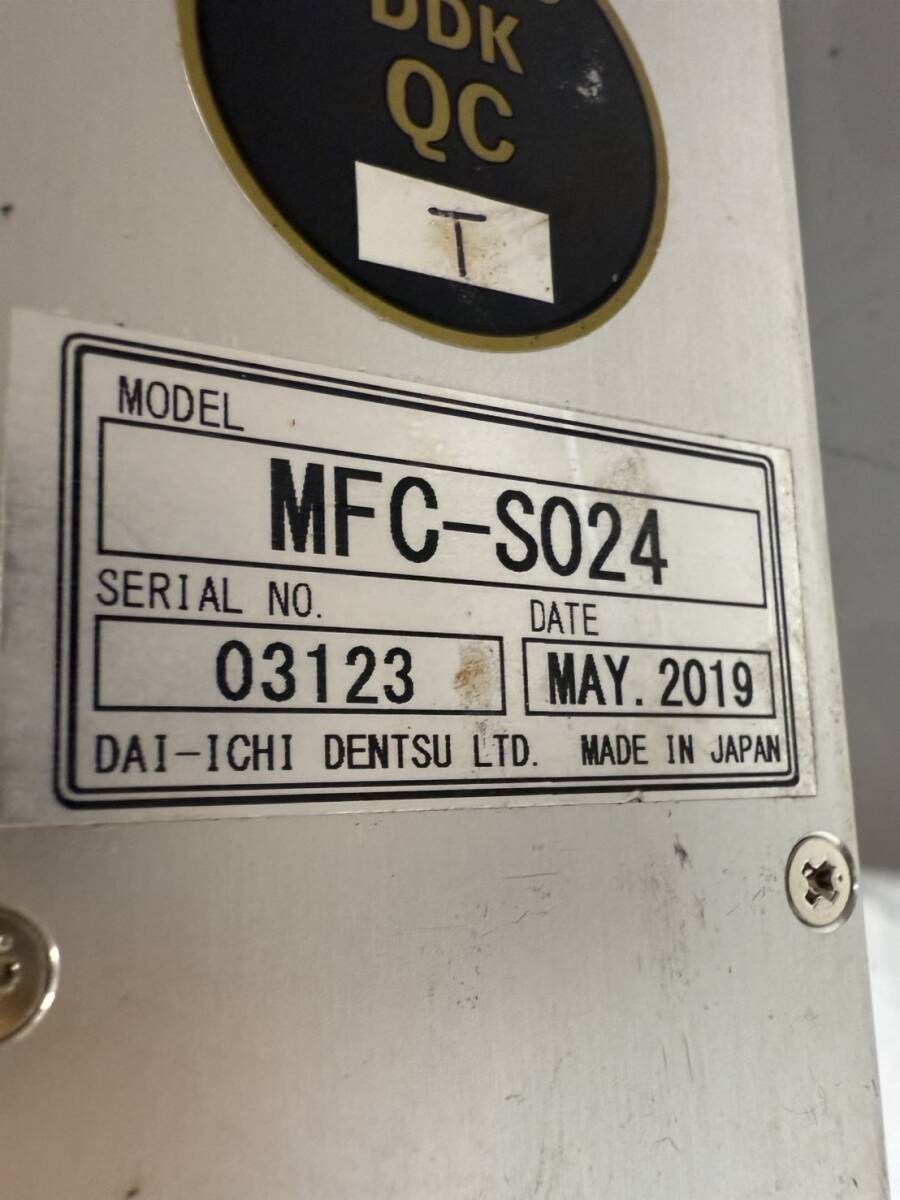 DDK
QC
T
MODEL
MFC-S024
SERIAL NO.
DATE
03123
MAY. 2019
DAI-ICHI DENTSU LTD. MADE IN JAPAN